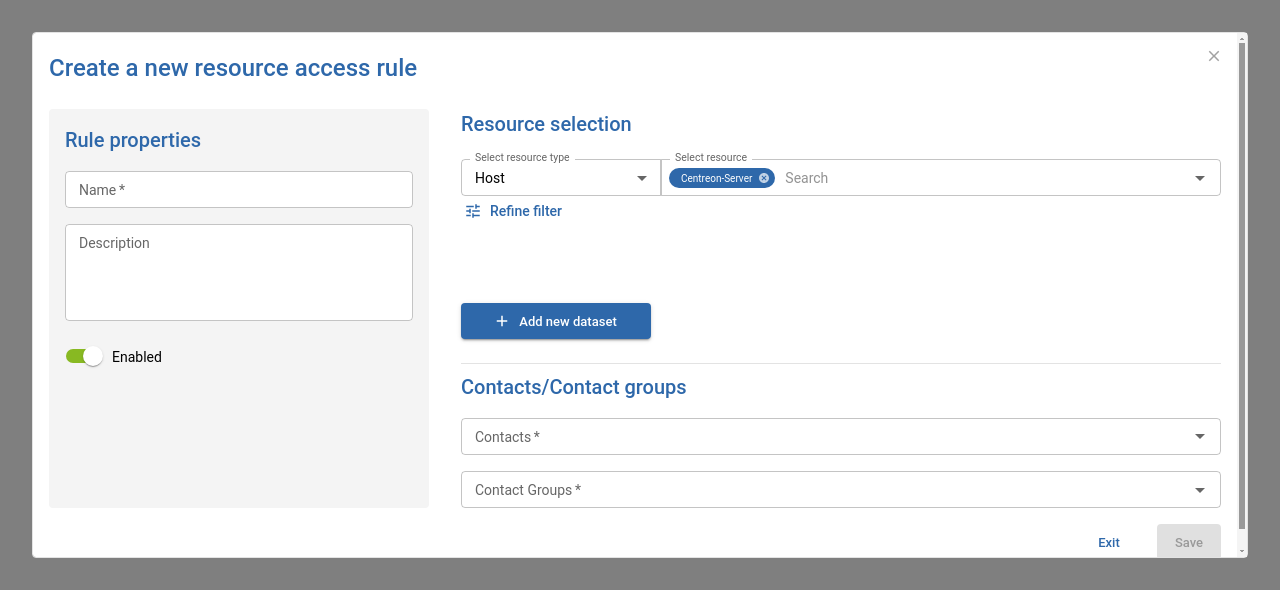 Create a new resource access rule
Rule properties
Name *
Description
Enabled
Resource selection
Select resource type
Host
Select resource
Centreon-Server
Search
Refine filter
Add new dataset
Contacts/Contact groups
Contacts *
Contact Groups *
Exit
Save